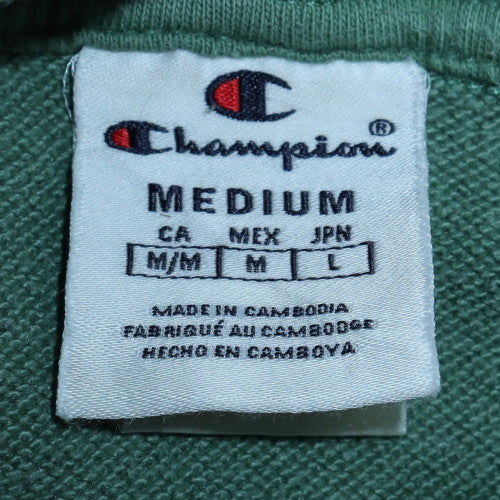 Champion®
MEDIUM
CA MEX JPN
M/M M L
MADE IN CAMBODIA
FABRIQUÉ AU CAMBODGE
HECHO EN CAMBOYA